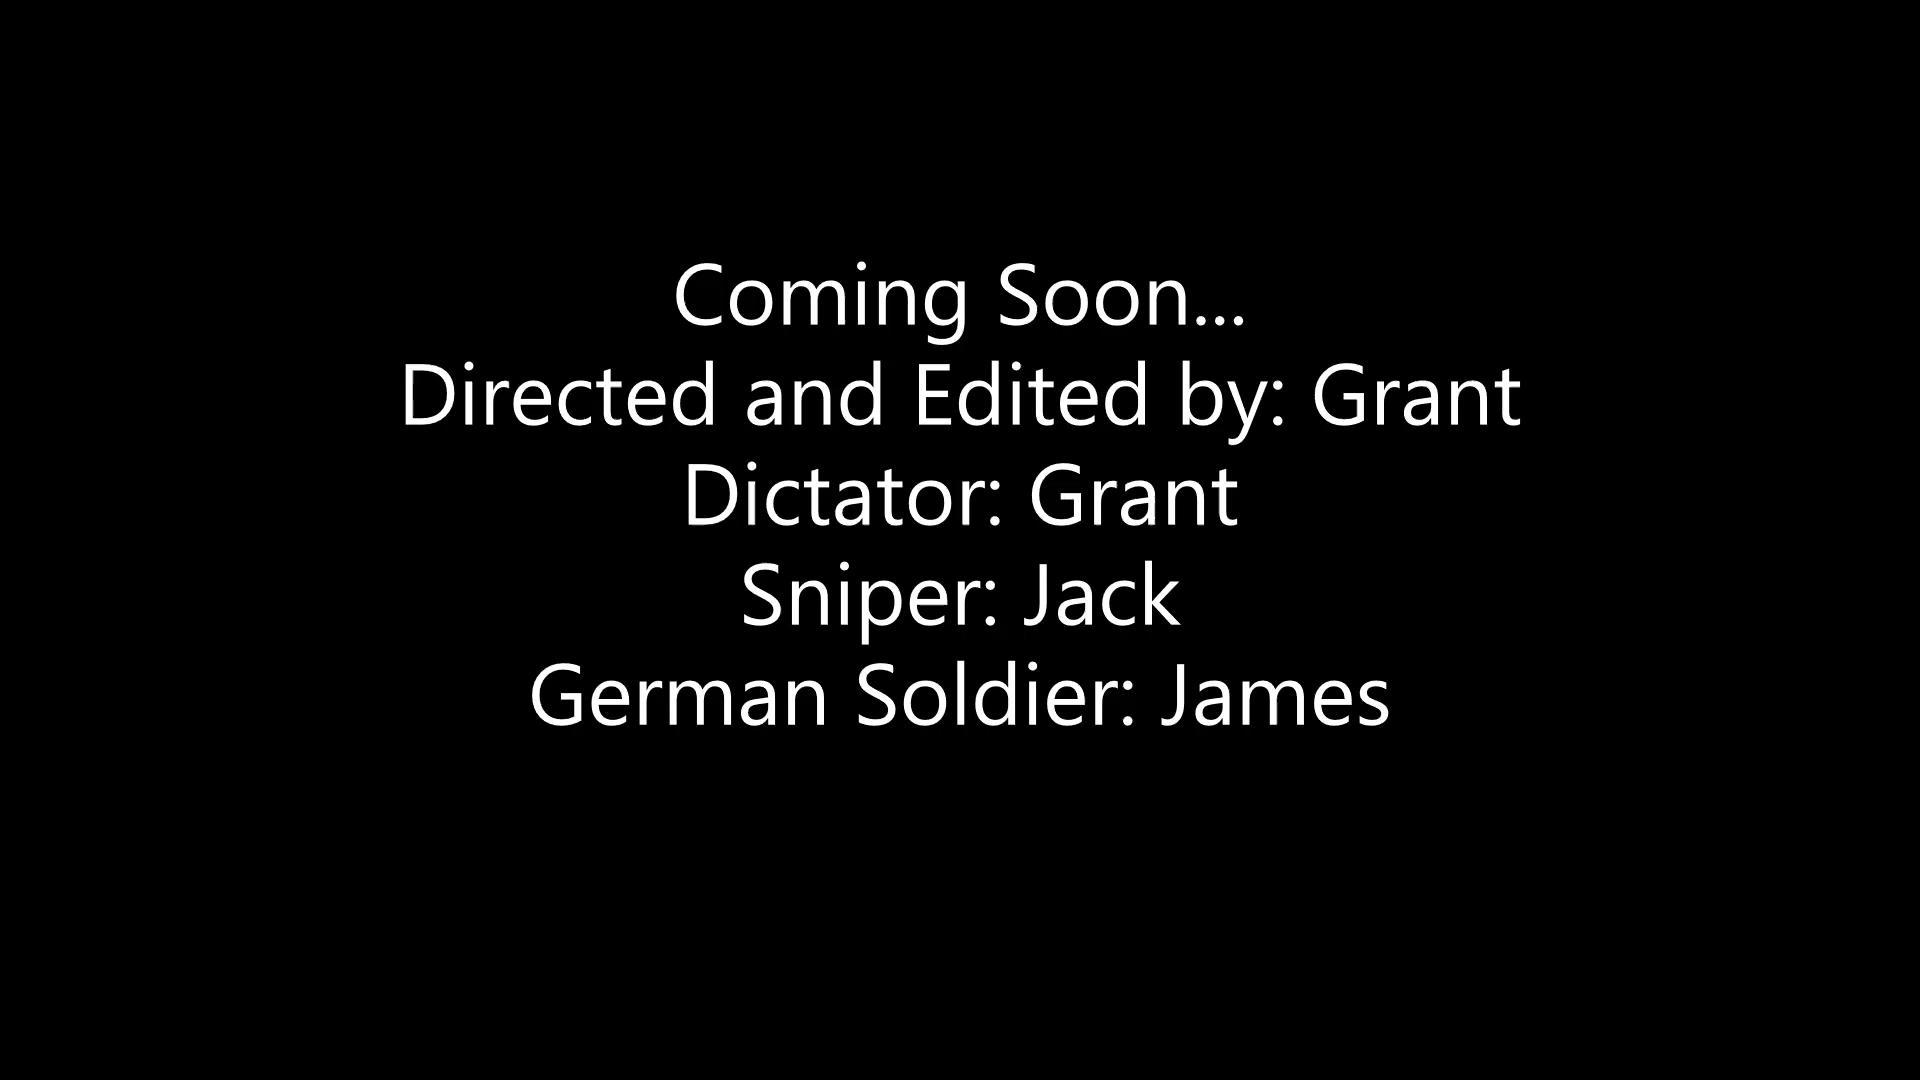 Coming Soon...
Directed and Edited by: Grant
Dictator: Grant
Sniper: Jack
German Soldier: James